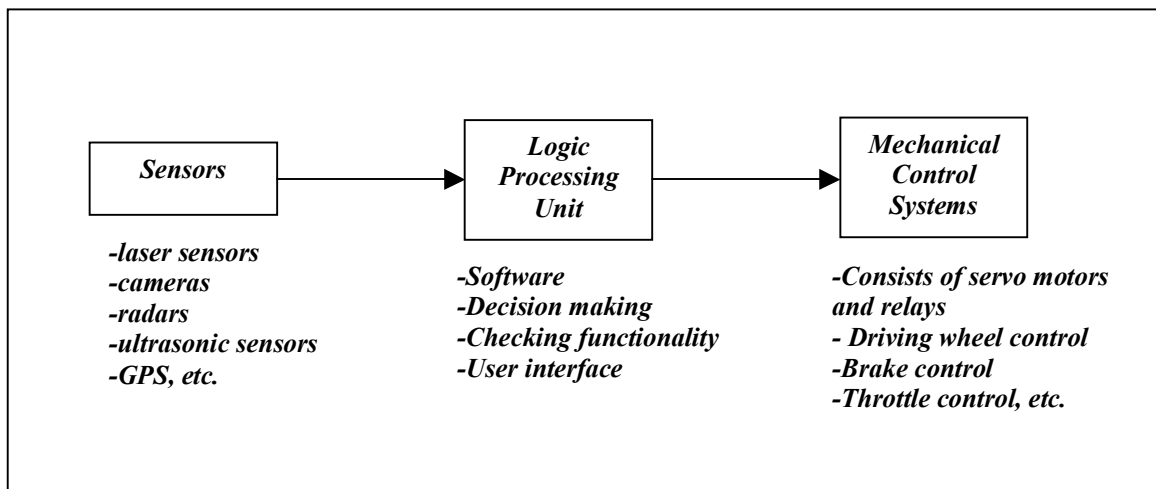 Sensors
-laser sensors
-cameras
-radars
-ultrasonic sensors
-GPS, etc.
Logic
Processing
Unit
-Software
-Decision making
-Checking functionality
-User interface
Mechanical
Control
Systems
-Consists of servo motors
and relays
- Driving wheel control
-Brake control
-Throttle control, etc.